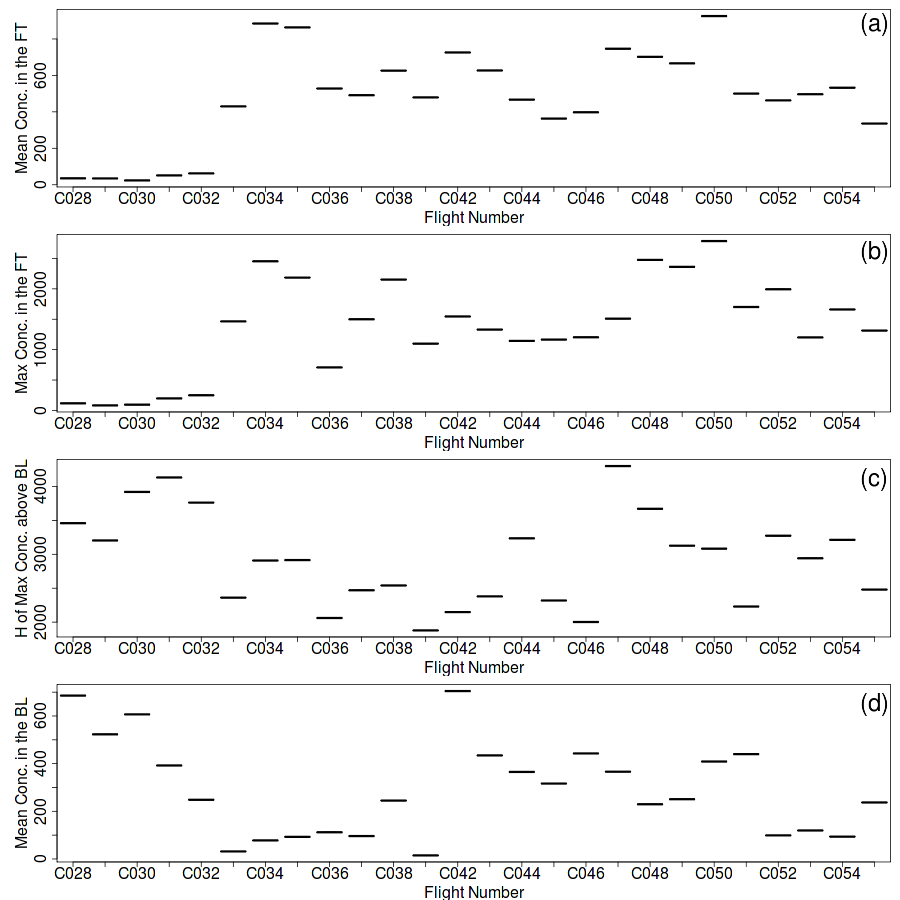 (a)
Mean Conc. in the FT
600
200
0
C028 C030 C032 C034 C036 C038 C042 C044 C046 C048 C050 C052 C054
Flight Number
(b)
Max Conc. in the FT
2000
1000
0
C028 C030 C032 C034 C036 C038 C042 C044 C046 C048 C050 C052 C054
Flight Number
(c)
H of Max Conc. above BL
4000
3000
2000
C028 C030 C032 C034 C036 C038 C042 C044 C046 C048 C050 C052 C054
Flight Number
(d)
Mean Conc. in the BL
600
400
200
0
C028 C030 C032 C034 C036 C038 C042 C044 C046 C048 C050 C052 C054
Flight Number